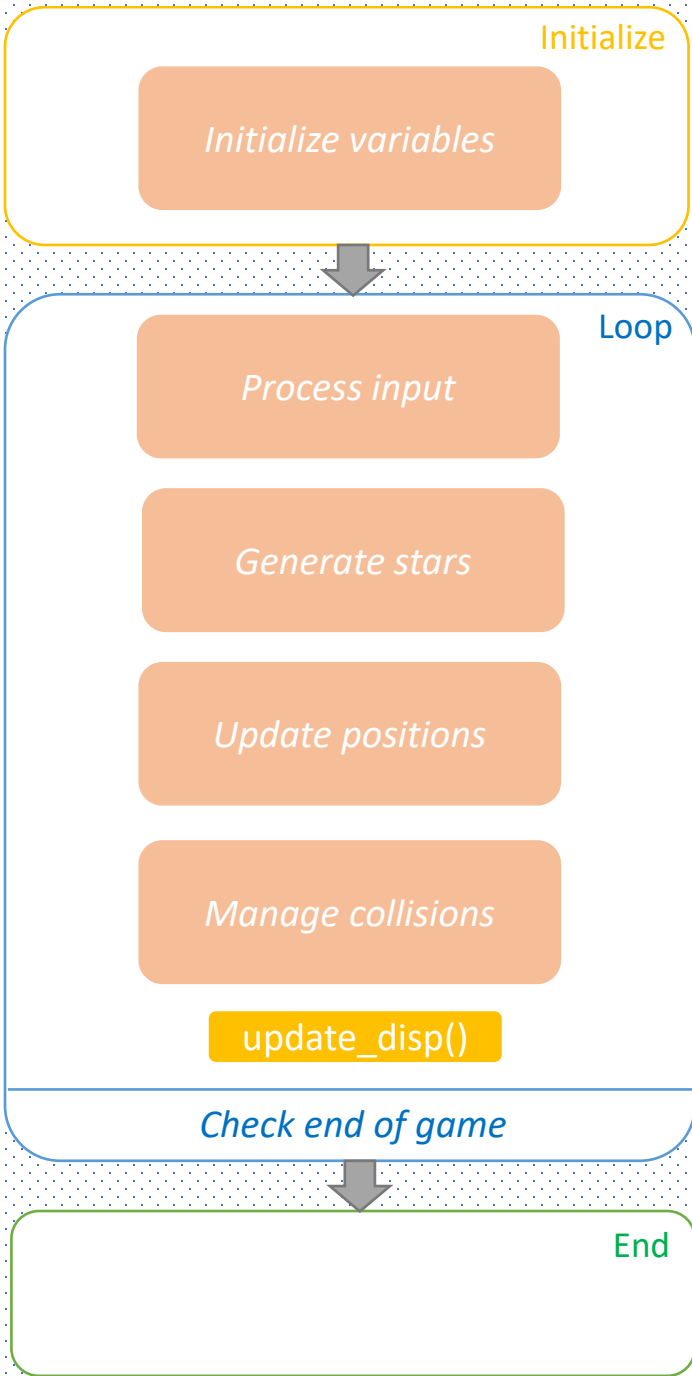 Initialize
Initialize variables
Loop
Process input
Generate stars
Update positions
Manage collisions
update_disp()
Check end of game
End